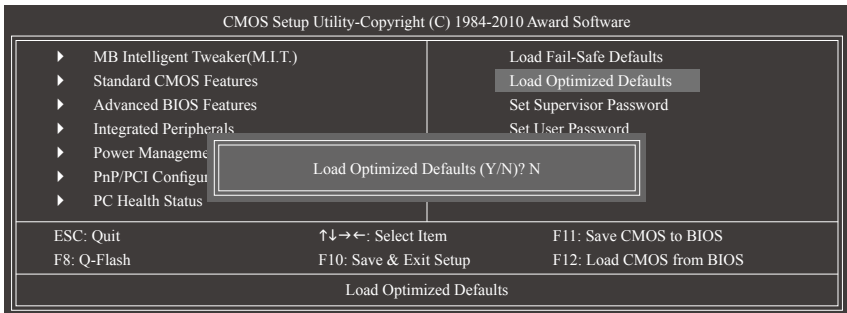 CMOS Setup Utility-Copyright (C) 1984-2010 Award Software
MB Intelligent Tweaker(M.I.T.)
Standard CMOS Features
Advanced BIOS Features
Integrated Peripherals
Power Manageme
PnP/PCI Configur
PC Health Status
Load Fail-Safe Defaults
Load Optimized Defaults
Set Supervisor Password
Set User Password
Load Optimized Defaults (Y/N)? N
ESC: Quit ↑↓→←: Select Item F11: Save CMOS to BIOS
F8: Q-Flash F10: Save & Exit Setup F12: Load CMOS from BIOS
Load Optimized Defaults